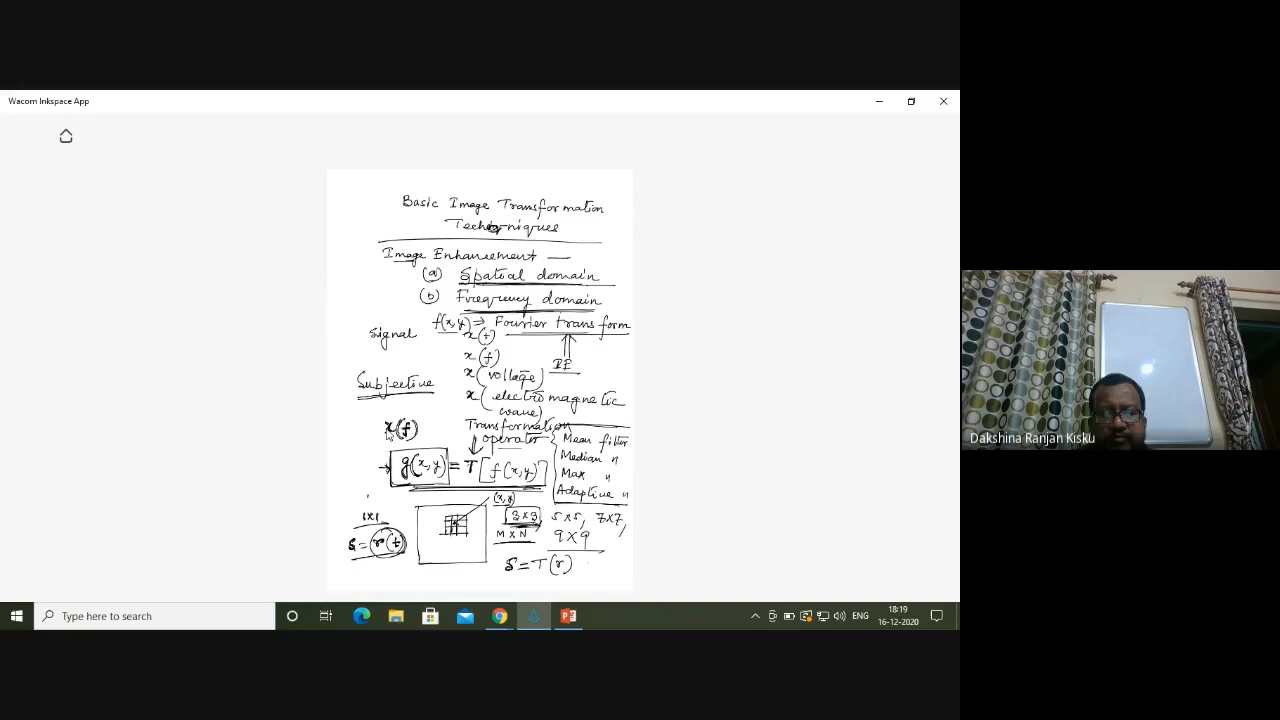 Wacom Inkspace App
Basic Image Transformation
Techniques
Image Enhancement —
(a) Spatial domain
(b) Frequency domain
f(x,y) ⇒ Fourier transform
Signal x(t)
x(f)
IF
x(voltage)
Subjective
x(electromagnetic
wave)
x(f)
Transformation
operator
Mean filter
Median "
Max "
Adaptive "
→ g(x,y) = T[f(x,y)]
(x,y)
1x1
3x3 5x5, 7x7,
M x N 9x9
S = T(r)
Dakshina Ranjan Kisku
Type here to search
ENG
18:19
16-12-2020